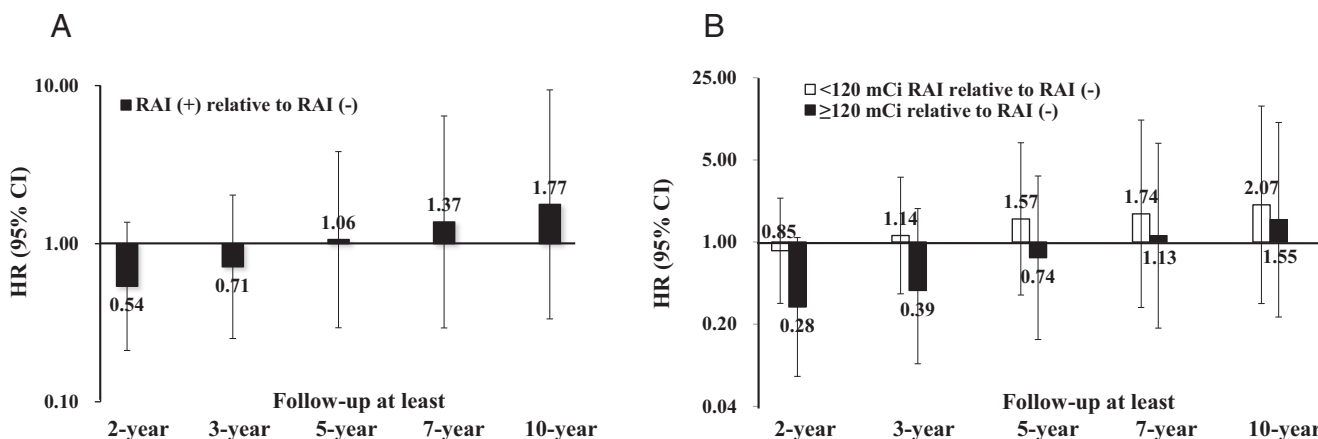 A
HR (95% CI)
10.00
1.00
0.10
RAI (+) relative to RAI (-)
0.54
0.71
1.06
1.37
1.77
Follow-up at least
2-year 3-year 5-year 7-year 10-year
B
HR (95% CI)
25.00
5.00
1.00
0.20
0.04
<120 mCi RAI relative to RAI (-)
≥120 mCi relative to RAI (-)
0.85
0.28
1.14
0.39
1.57
0.74
1.74
1.13
2.07
1.55
Follow-up at least
2-year 3-year 5-year 7-year 10-year